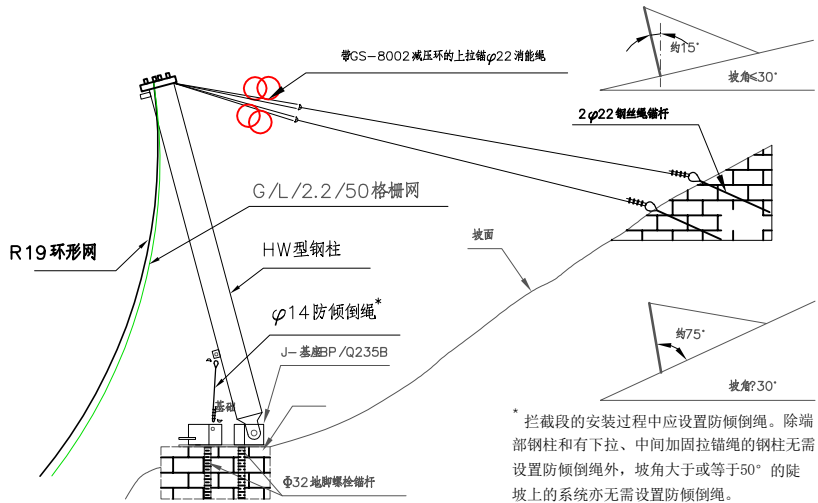 带GS-8002减压环的上拉锚φ22消能绳
约15°
坡角≤30°
2φ22钢丝绳锚杆
G/L/2.2/50格栅网
R19环形网
HW型钢柱
坡面
φ14防倾倒绳*
约75°
J-基座BP/Q235B
坡角?30°
基础
Φ32地脚螺栓锚杆
* 拦截段的安装过程中应设置防倾倒绳。除端
部钢柱和有下拉、中间加固拉锚绳的钢柱无需
设置防倾倒绳外，坡角大于或等于50°的陡
坡上的系统亦无需设置防倾倒绳。